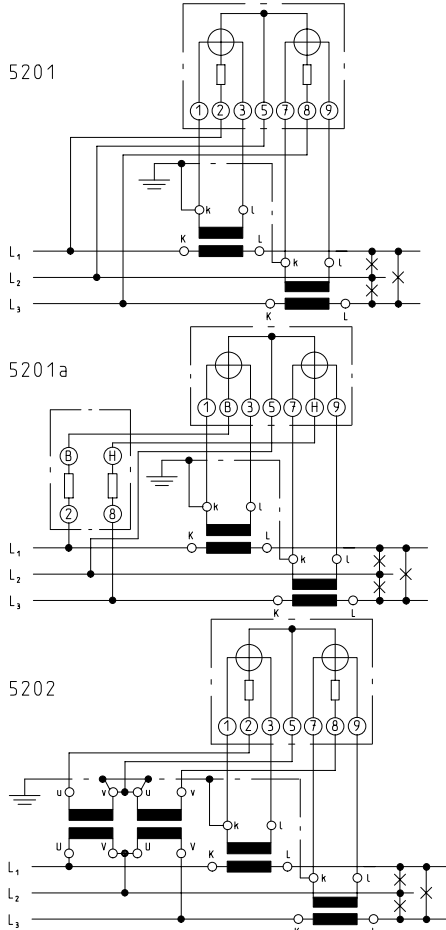 5201
1 2 3 5 7 8 9
k l
K L
k l
K L
L1
L2
L3
5201a
1 B 3 5 7 H 9
B H
2 8
k l
K L
k l
K L
L1
L2
L3
5202
1 2 3 5 7 8 9
u v u v
U V U V
k l
K L
k l
K L
L1
L2
L3